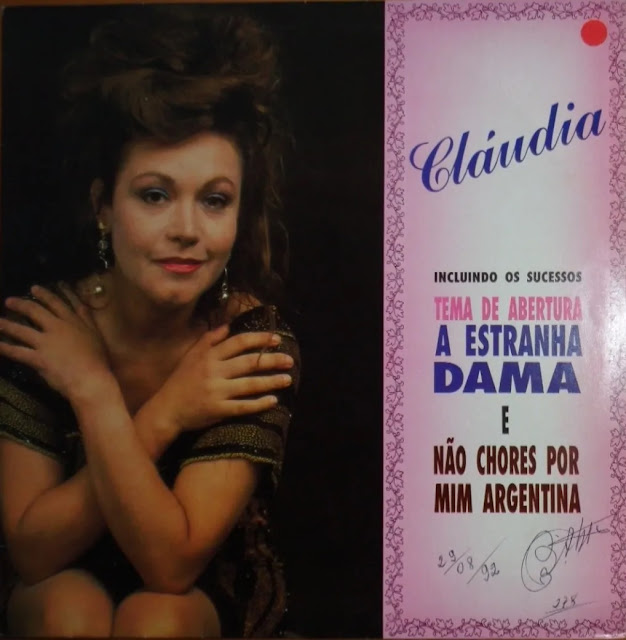 Cláudia
INCLUINDO OS SUCESSOS
TEMA DE ABERTURA
A ESTRANHA
DAMA
E
NÃO CHORES POR
MIM ARGENTINA
29/08/92
278